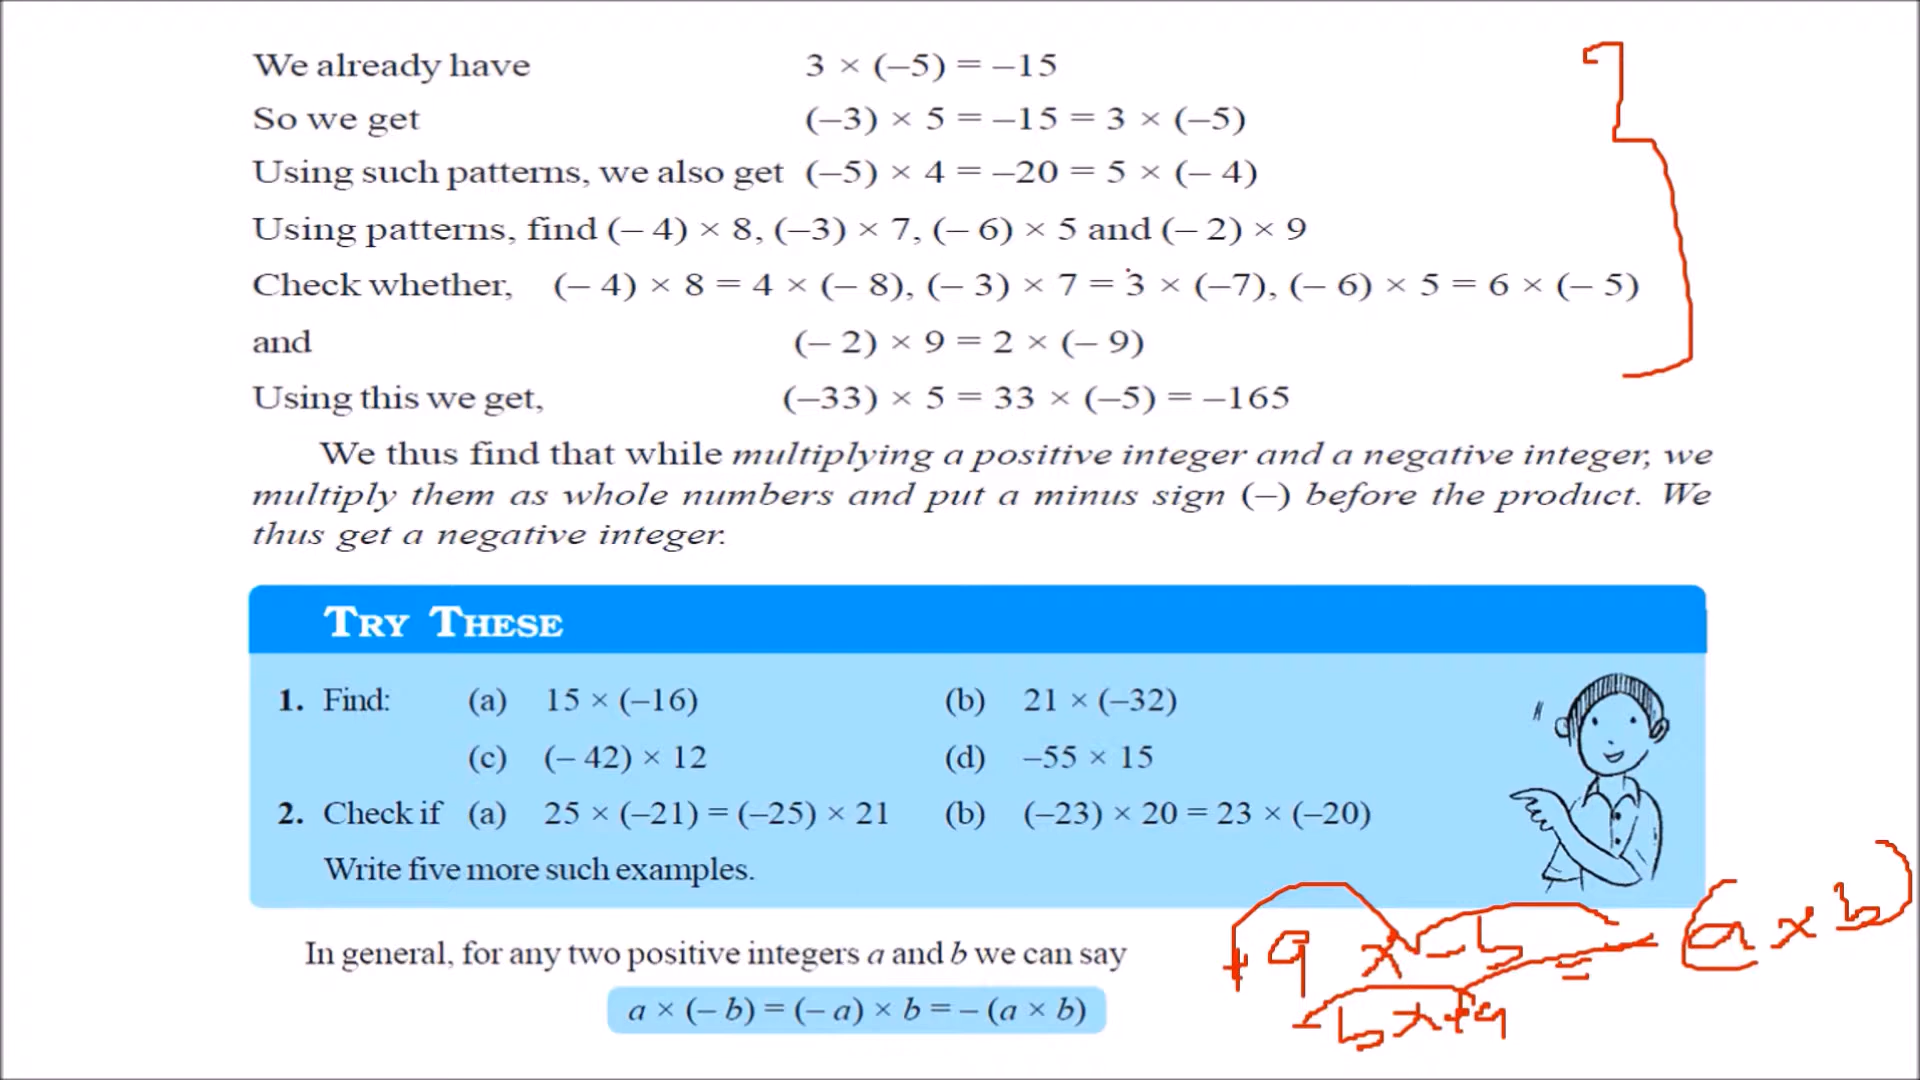 We already have 3 × (–5) = –15
So we get (–3) × 5 = –15 = 3 × (–5)
Using such patterns, we also get (–5) × 4 = –20 = 5 × (– 4)
Using patterns, find (– 4) × 8, (–3) × 7, (– 6) × 5 and (– 2) × 9
Check whether, (– 4) × 8 = 4 × (– 8), (– 3) × 7 = 3 × (–7), (– 6) × 5 = 6 × (– 5)
and (– 2) × 9 = 2 × (– 9)
Using this we get, (–33) × 5 = 33 × (–5) = –165
We thus find that while multiplying a positive integer and a negative integer, we
multiply them as whole numbers and put a minus sign (–) before the product. We
thus get a negative integer.
TRY THESE
1. Find: (a) 15 × (–16) (b) 21 × (–32)
(c) (– 42) × 12 (d) –55 × 15
2. Check if (a) 25 × (–21) = (–25) × 21 (b) (–23) × 20 = 23 × (–20)
Write five more such examples.
In general, for any two positive integers a and b we can say
a × (– b) = (– a) × b = – (a × b)
+a × –b = – (a × b)
–b × +a